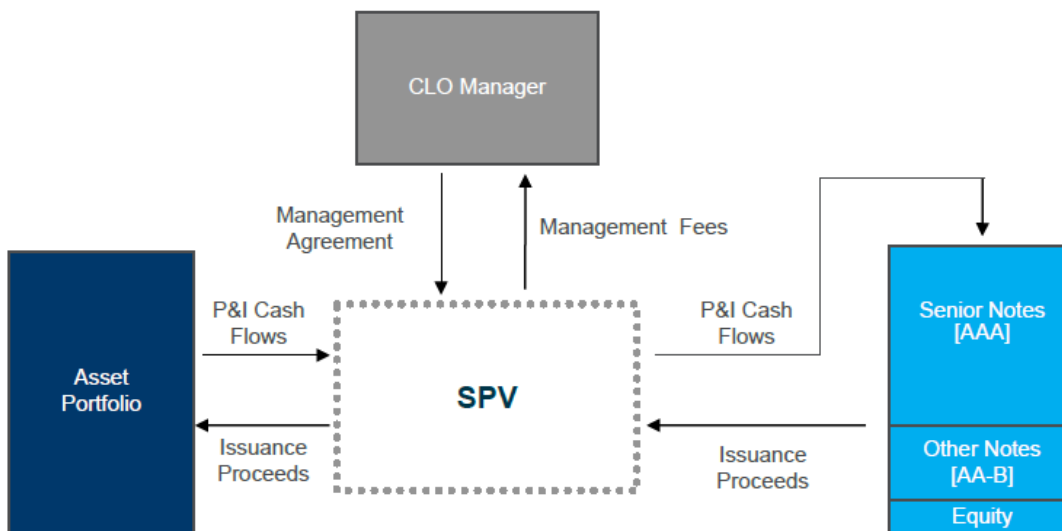 CLO Manager
Management
Agreement
Management Fees
P&I Cash
Flows
P&I Cash
Flows
Senior Notes
[AAA]
Asset
Portfolio
SPV
Issuance
Proceeds
Issuance
Proceeds
Other Notes
[AA-B]
Equity